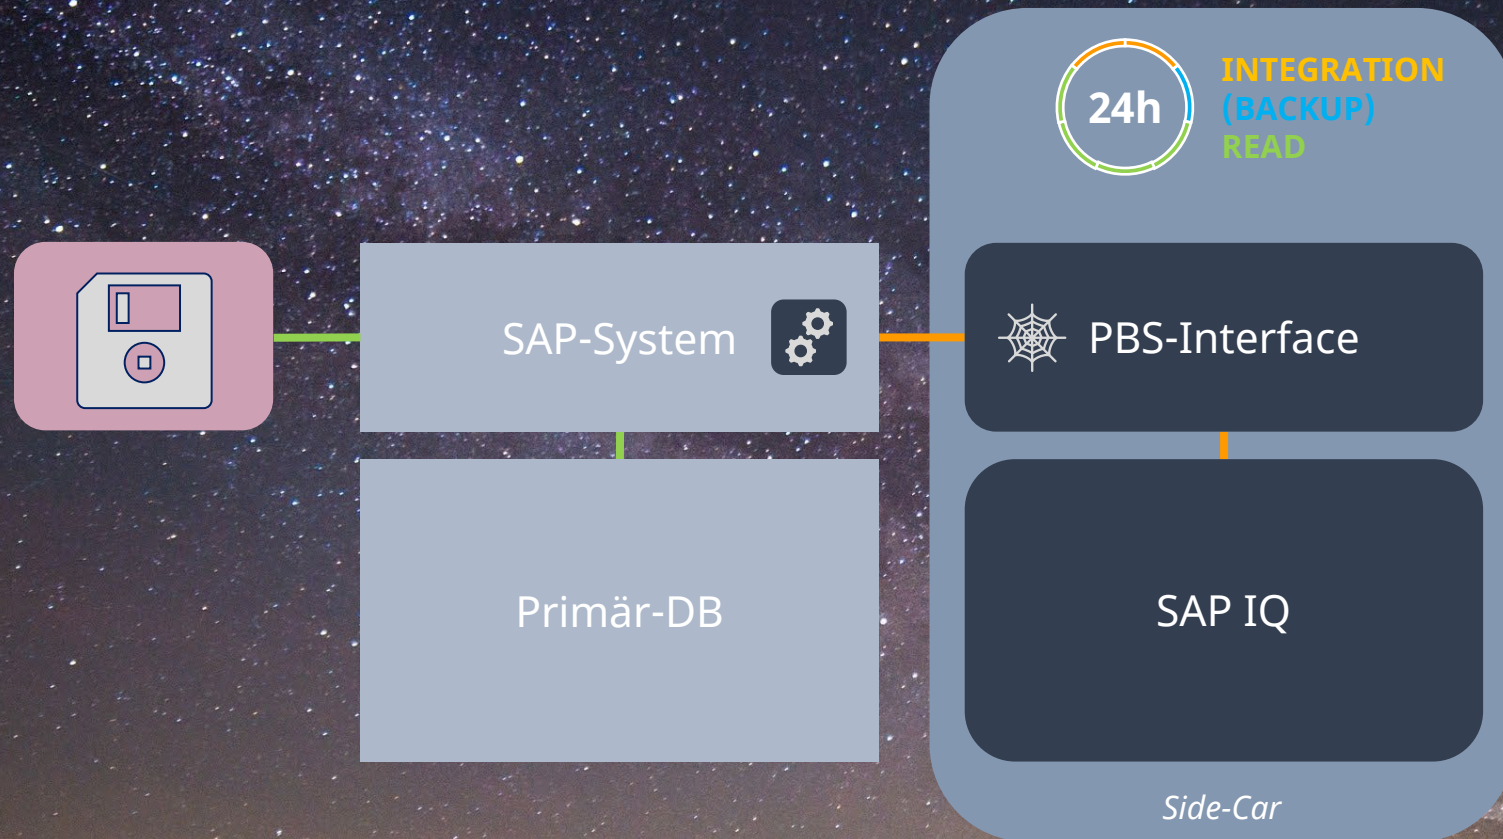 24h
INTEGRATION
(BACKUP)
READ
SAP-System
PBS-Interface
Primär-DB
SAP IQ
Side-Car